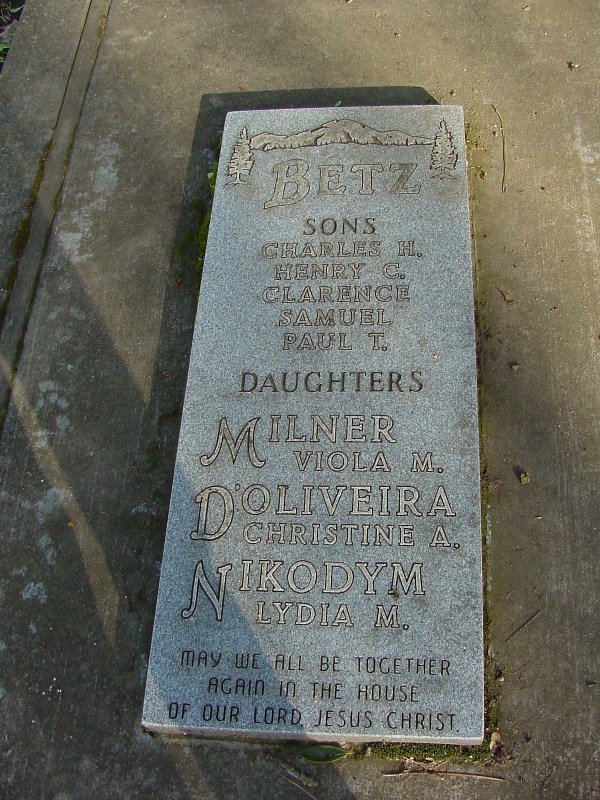 BETZ
SONS
CHARLES H.
HENRY C.
CLARENCE
SAMUEL
PAUL T.
DAUGHTERS
MILNER
VIOLA M.
D'OLIVEIRA
CHRISTINE A.
NIKODYM
LYDIA M.
MAY WE ALL BE TOGETHER
AGAIN IN THE HOUSE
OF OUR LORD JESUS CHRIST.